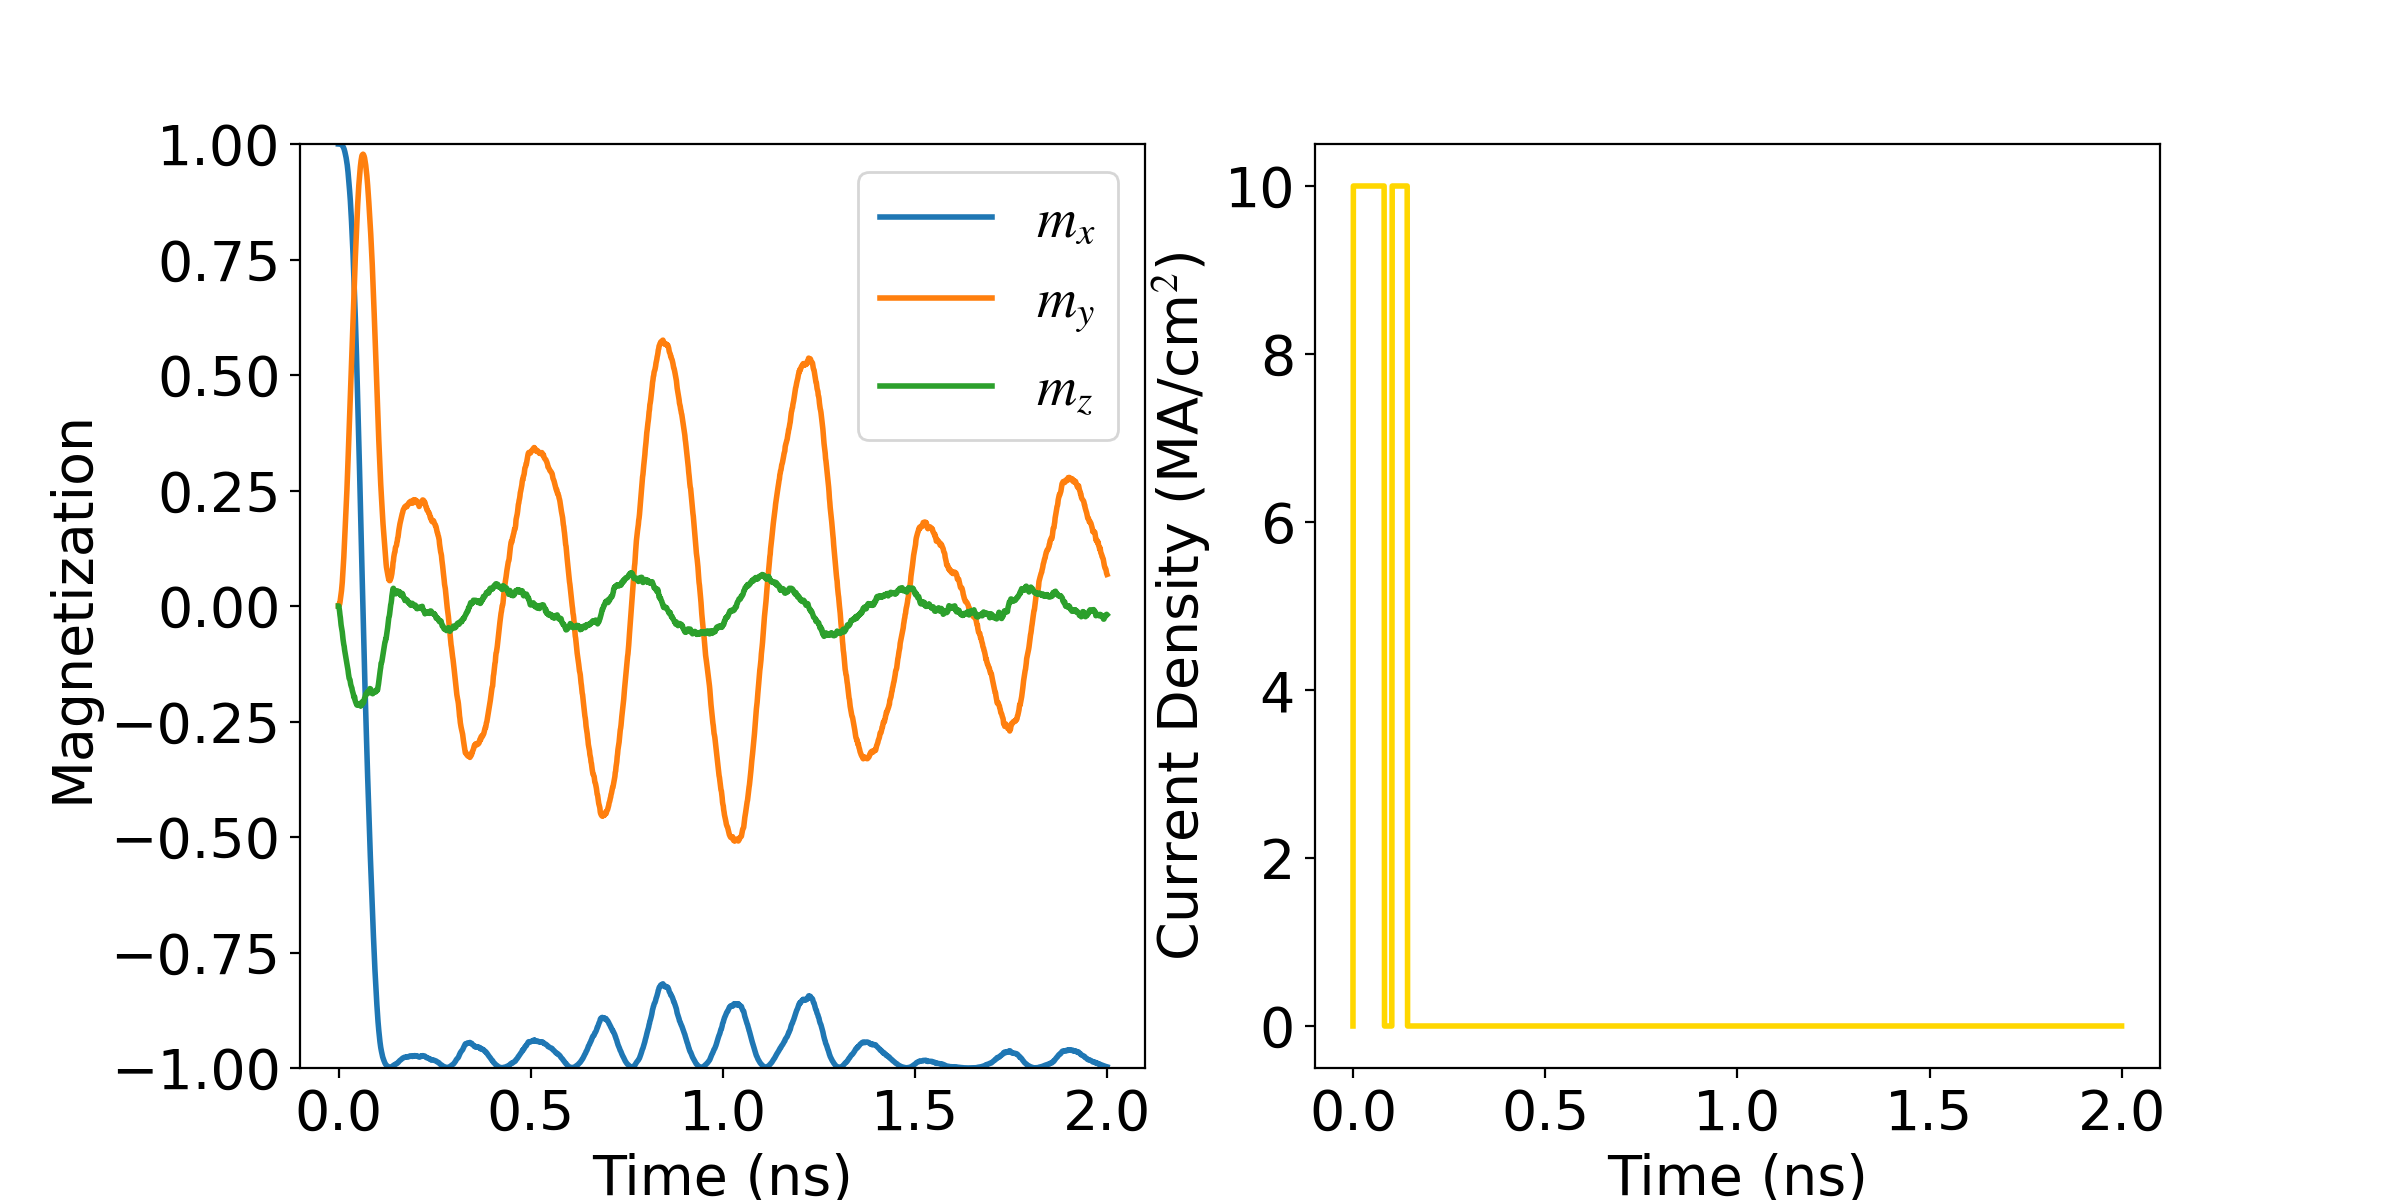 Magnetization
1.00
0.75
0.50
0.25
0.00
−0.25
−0.50
−0.75
−1.00
0.0 0.5 1.0 1.5 2.0
Time (ns)
m_x
m_y
m_z
Current Density (MA/cm²)
10
8
6
4
2
0
0.0 0.5 1.0 1.5 2.0
Time (ns)